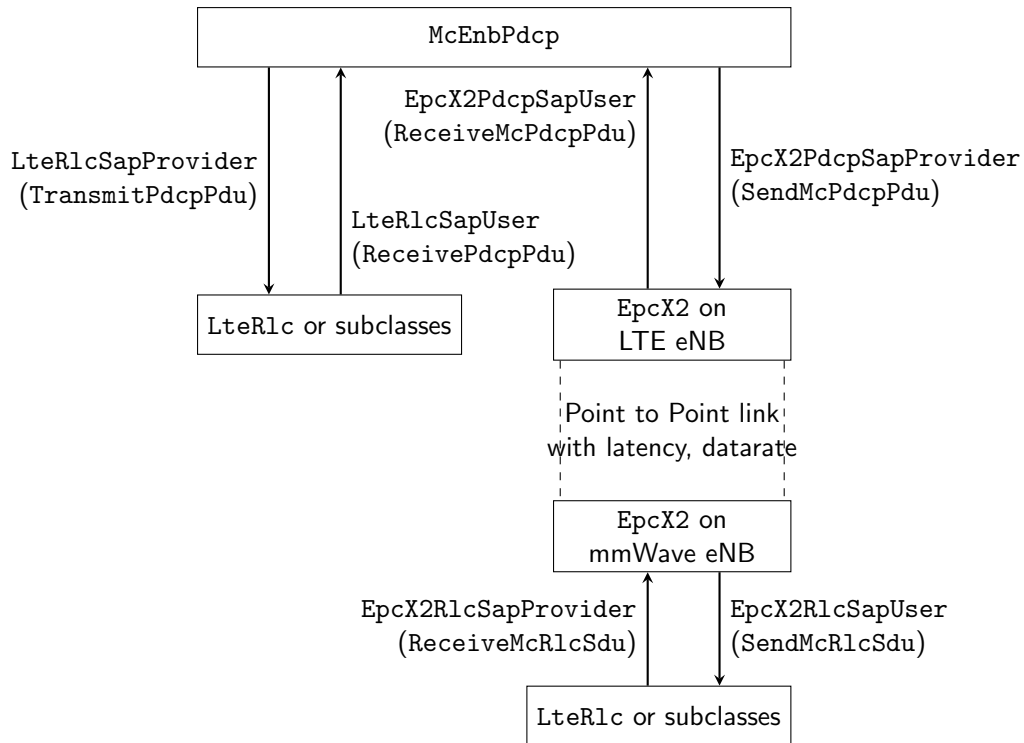 McEnbPdcp
EpcX2PdcpSapUser
(ReceiveMcPdcpPdu)
LteRlcSapProvider
(TransmitPdcpPdu)
EpcX2PdcpSapProvider
(SendMcPdcpPdu)
LteRlcSapUser
(ReceivePdcpPdu)
LteRlc or subclasses
EpcX2 on
LTE eNB
Point to Point link
with latency, datarate
EpcX2 on
mmWave eNB
EpcX2RlcSapProvider
(ReceiveMcRlcSdu)
EpcX2RlcSapUser
(SendMcRlcSdu)
LteRlc or subclasses